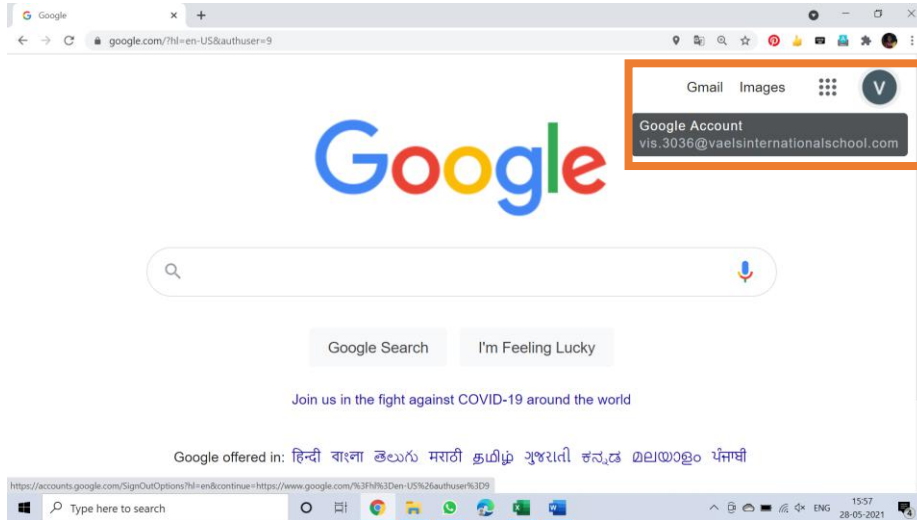 Google
google.com/?hl=en-US&authuser=9
Gmail Images
V
Google Account
vis.3036@vaelsinternationalschool.com
Google
Google Search I'm Feeling Lucky
Join us in the fight against COVID-19 around the world
Google offered in: हिन्दी বাংলা తెలుగు मराठी தமிழ் ગુજરાતી ಕನ್ನಡ മലയാളം ਪੰਜਾਬੀ
https://accounts.google.com/SignOutOptions?hl=en&continue=https://www.google.com/%3Fhl%3Den-US%26authuser%3D9
Type here to search
ENG
15:57
28-05-2021